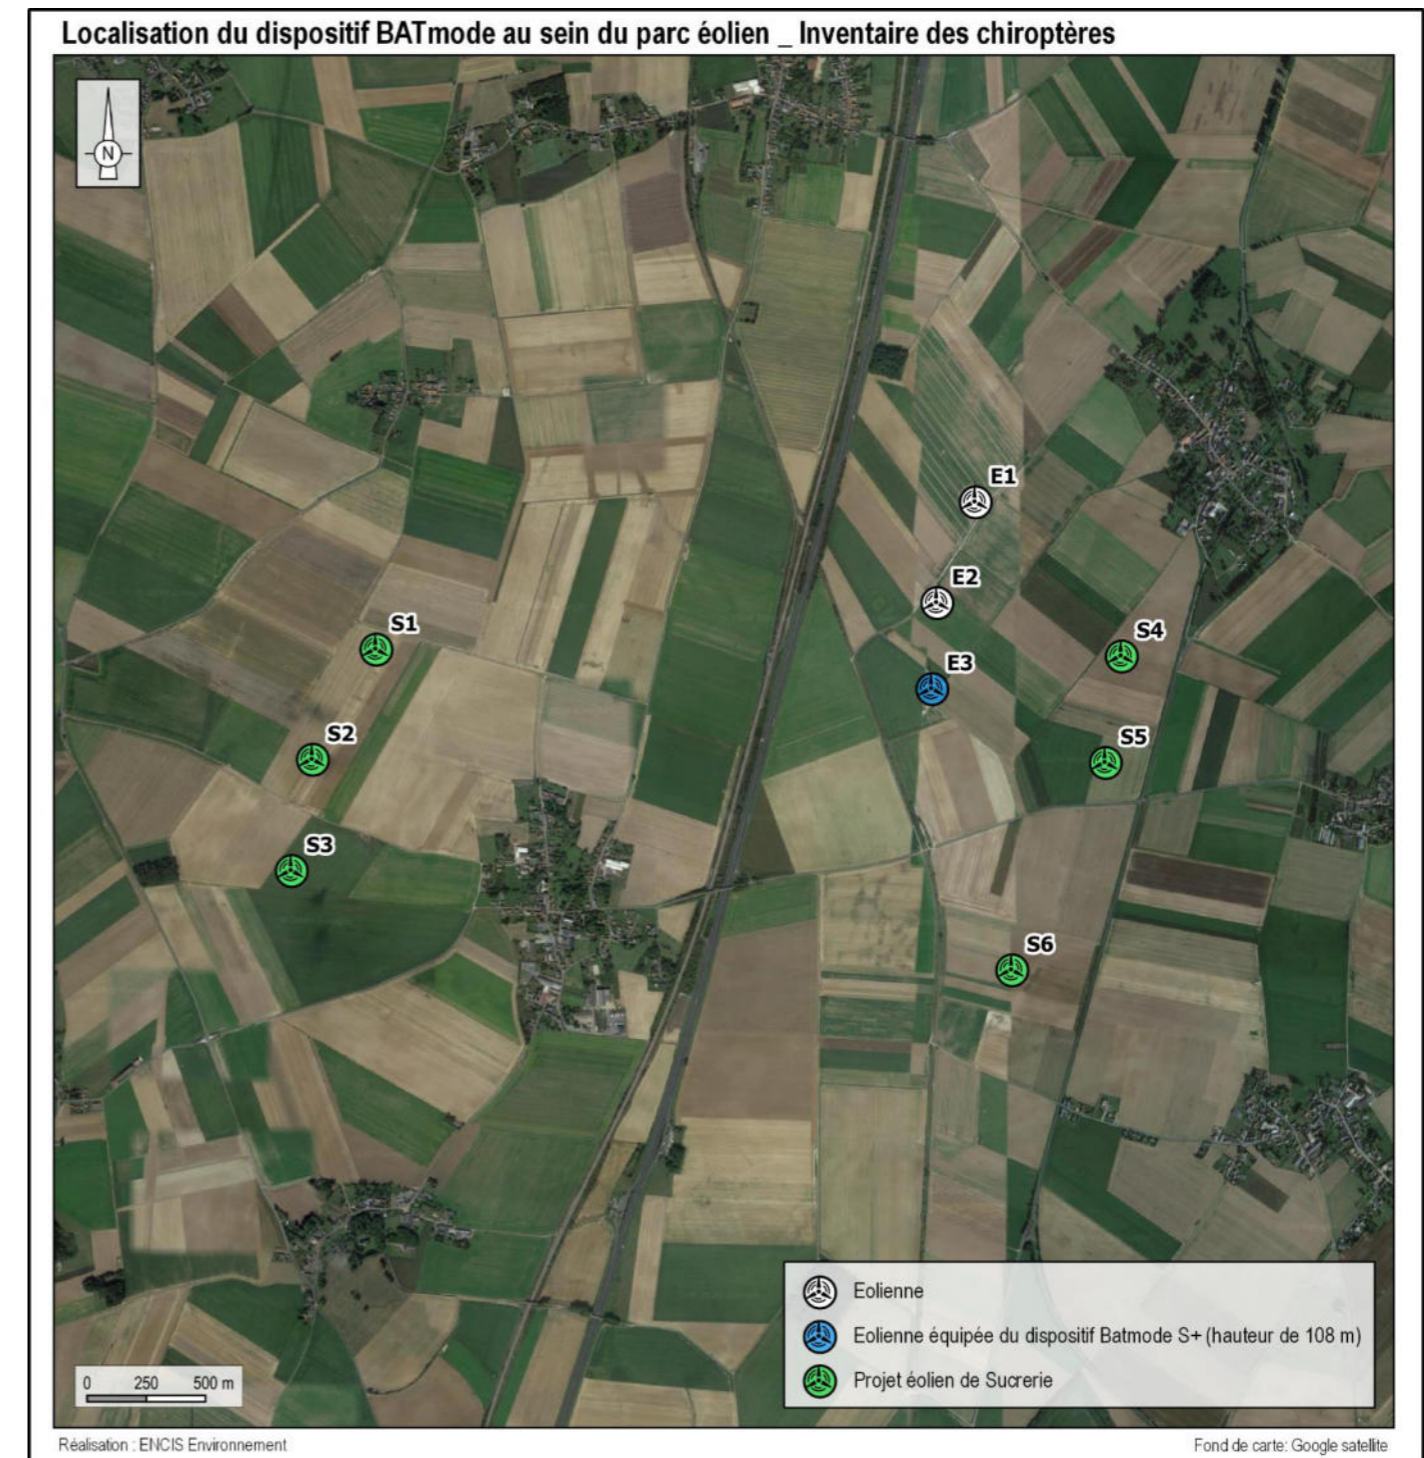 Localisation du dispositif BATmode au sein du parc éolien _ Inventaire des chiroptères
N
E1
E2
S1
S4
E3
S2
S5
S3
S6
Eolienne
Eolienne équipée du dispositif Batmode S+ (hauteur de 108 m)
Projet éolien de Sucrerie
0 250 500 m
Réalisation : ENCIS Environnement
Fond de carte: Google satellite